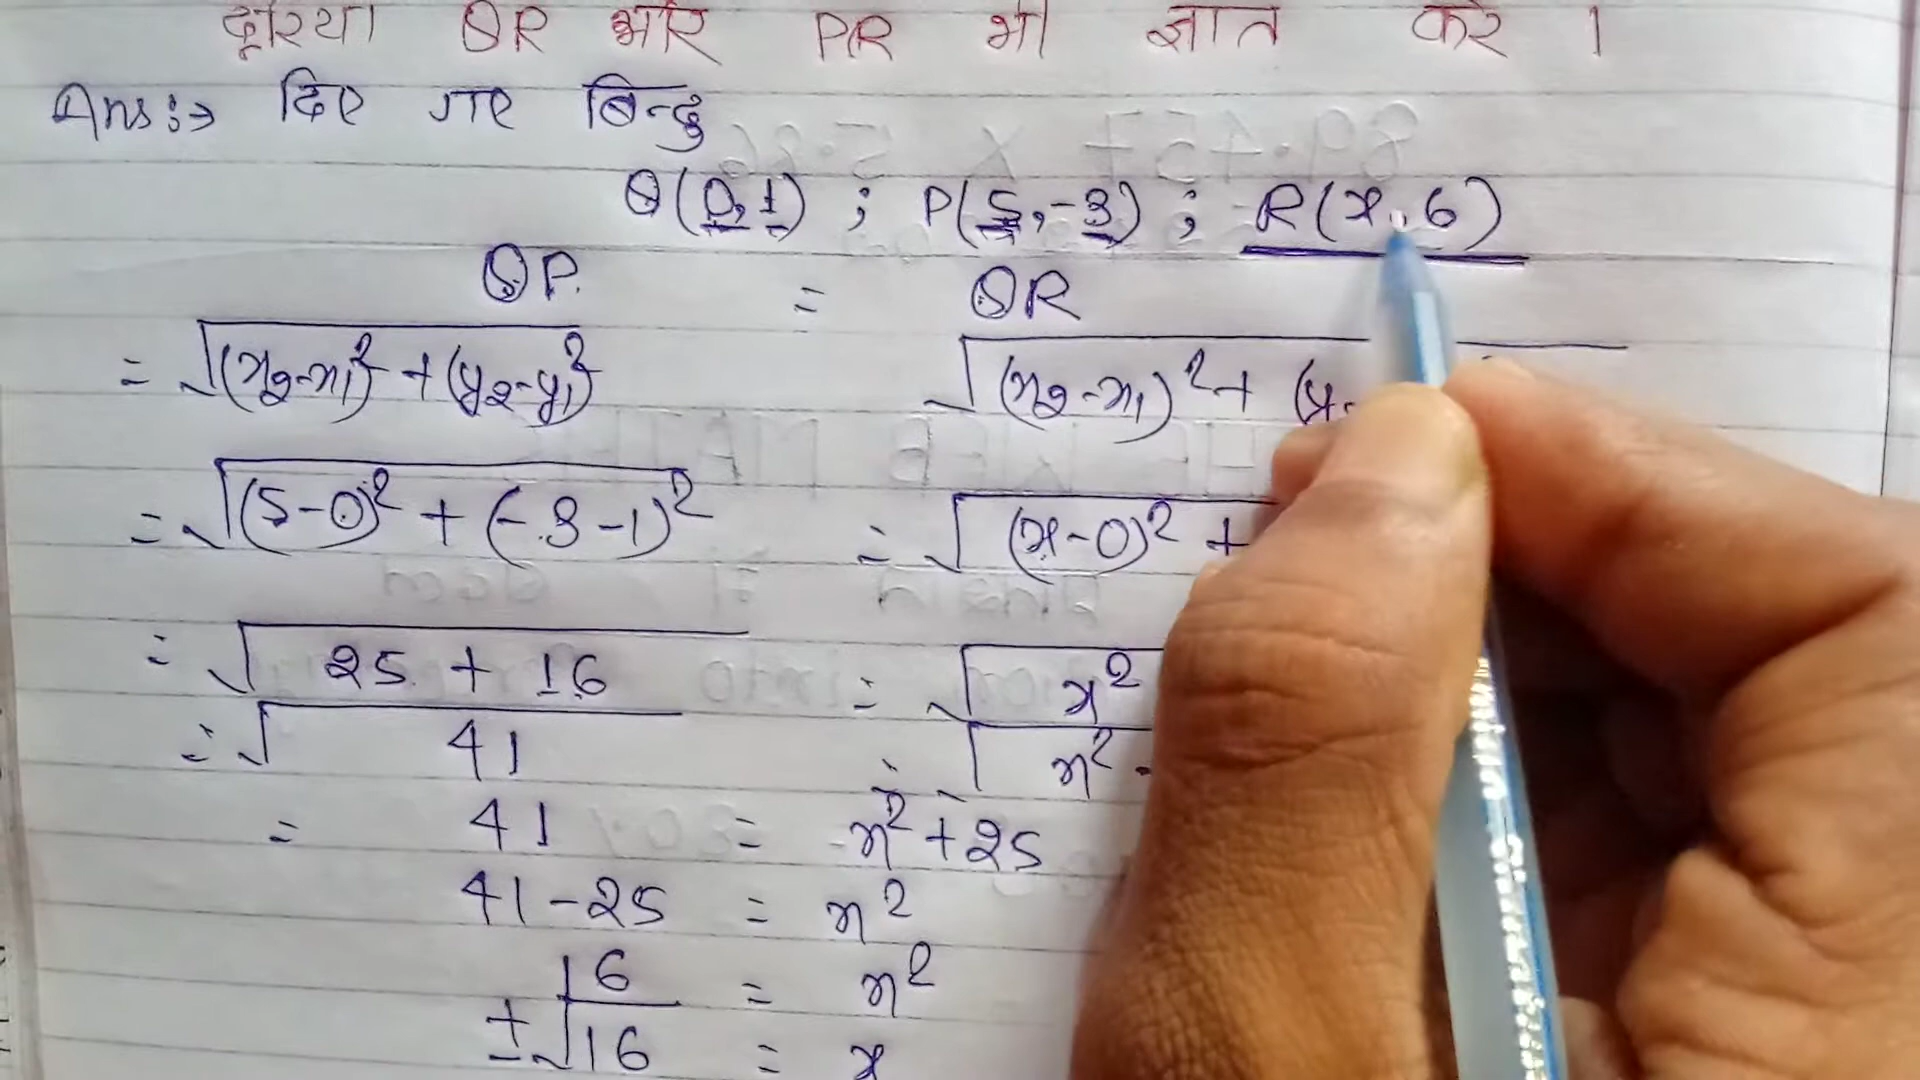 दूरिया QR और PR भी ज्ञात करे ।
Ans:→ दिए गए बिन्दु
Q(0,1) ; P(5,-3) ; R(x,6)
QP = QR
= √(x₂-x₁)² + (y₂-y₁)² √(x₂-x₁)² + (y
= √(5-0)² + (-3-1)² = √(x-0)² +
= √25 + 16 = √x²
= √41 = √x²
= 41 = x²+25
41-25 = x²
16 = x²
±√16 = x